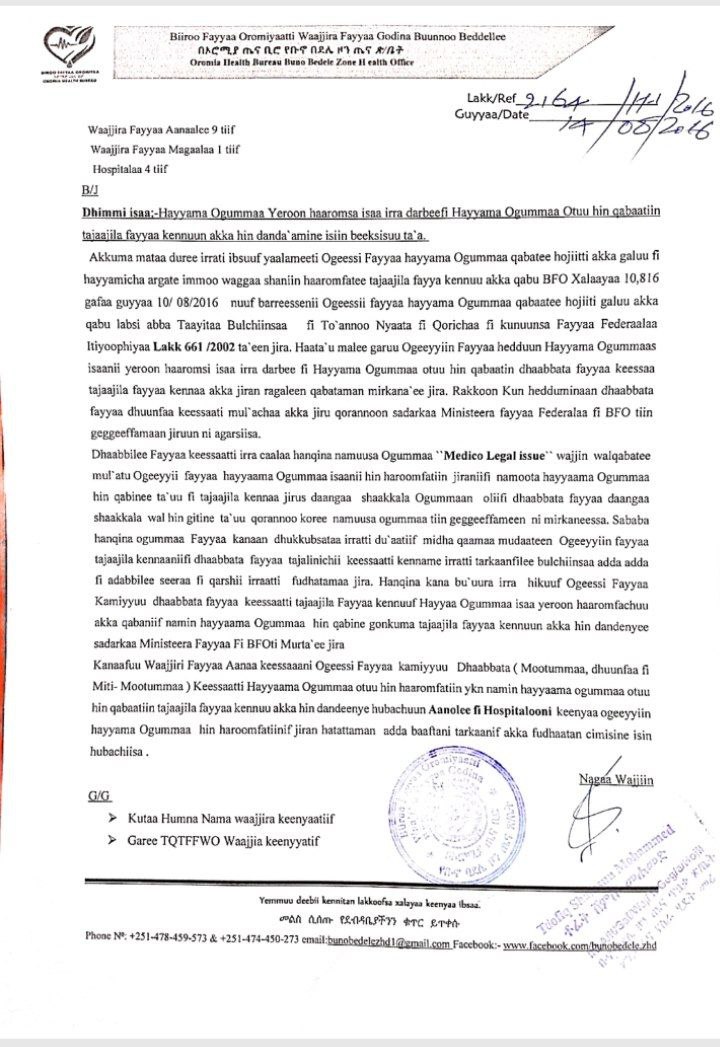 Biiroo Fayyaa Oromiyaatti Waajjira Fayyaa Godina Buunnoo Beddellee
በኦሮሚያ ጤና ቢሮ የቡኖ በደሌ ዞን ጤና ጽ/ቤት
Oromia Health Bureau Buno Bedele Zone H ealth Office
BIIROO FAYYAA OROMIYAA
OROMIA HEALTH BUREAU
Lakk/Ref 2164 /H-1/2016
Guyyaa/Date 14/08/2016
Waajjira Fayyaa Aanaalee 9 tiif
Waajjira Fayyaa Magaalaa 1 tiif
Hospitalaa 4 tiif
B/J
Dhimmi isaa:-Hayyama Ogummaa Yeroon haaromsa isaa irra darbeefi Hayyama Ogummaa Otuu hin qabaatiin
tajaajila fayyaa kennuun akka hin danda`amine isiin beeksisuu ta`a.
Akkuma mataa duree irrati ibsuuf yaalameeti Ogeessi Fayyaa hayyama Ogummaa qabatee hojiitti akka galuu fi
hayyamicha argate immoo waggaa shaniin haaromfatee tajaajila fayya kennuu akka qabu BFO Xalaayaa 10,816
gafaa guyyaa 10/ 08/2016 nuuf barreessenii Ogeessii fayyaa hayyama Ogummaa qabaatee hojiiti galuu akka
qabu labsi abba Taayitaa Bulchiinsaa fi To`annoo Nyaata fi Qorichaa fi kunuunsa Fayyaa Federaalaa
Itiyoophiyaa Lakk 661 /2002 ta`een jira. Haata`u malee garuu Ogeeyyiin Fayyaa hedduun Hayyama Ogummaas
isaanii yeroon haaromsi isaa irra darbee fi Hayyama Ogummaa otuu hin qabaatin dhaabbata fayyaa keessaa
tajaajila fayyaa kennaa akka jiran ragaleen qabataman mirkana`ee jira. Rakkoon Kun hedduminaan dhaabbata
fayyaa dhuunfaa keessaati mul`achaa akka jiru qorannoon sadarkaa Ministeera fayyaa Federalaa fi BFO tiin
geggeeffamaan jiruun ni agarsiisa.
Dhaabbilee Fayyaa keessaatti irra caalaa hanqina namuusa Ogummaa ``Medico Legal issue`` wajjin walqabatee
mul`atu Ogeeyyii fayyaa hayyaama Ogummaa isaanii hin haroomfatiin jiraniifi namoota hayyaama Ogummaa
hin qabinee ta`uu fi tajaajila kennaa jirus daangaa shaakkala Ogummaan oliifi dhaabbata fayyaa daangaa
shaakkala wal hin gitine ta`uu qorannoo koree namuusa ogummaa tiin geggeeffameen ni mirkaneessa. Sababa
hanqina ogummaa Fayyaa kanaan dhukkubsataa irratti du`aatiif midha qaamaa mudaateen Ogeeyyiin fayyaa
tajaajila kennaaniifi dhaabbata fayyaa tajalinichii keessaatti kenname irratti tarkaanfilee bulchiinsaa adda adda
fi adabbilee seeraa fi qarshii irraatti fudhatamaa jira. Hanqina kana bu`uura irra hikuuf Ogeessi Fayyaa
Kamiyyuu dhaabbata fayyaa keessaatti tajaajila Fayyaa kennuuf Hayyaa Ogummaa isaa yeroon haaromfachuu
akka qabaniif namin hayyaama Ogummaa hin qabine gonkuma tajaajila fayyaa kennuun akka hin dandenyee
sadarkaa Ministeera Fayyaa Fi BFOti Murta`ee jira
Kanaafuu Waajjiri Fayyaa Aanaa keessaaani Ogeessi Fayyaa kamiyyuu Dhaabbata ( Mootummaa, dhuunfaa fi
Miti- Mootummaa ) Keessaatti Hayyaama Ogummaa otuu hin haromfatiin ykn namin hayyaama ogummaa otuu
hin qabaatiin tajaajila fayyaa kennuu akka hin dandeenye hubachuun Aanolee fi Hospitalooni keenyaa ogeeyyiin
hayyama Ogummaa hin haroomfatiinif jiran hatattaman adda baaftani tarkaanif akka fudhaatan cimisine isin
hubachiisa .
Nagaa Wajjiin
G/G
➢ Kutaa Humna Nama waajjira keenyaatiif
➢ Garee TQTFFWO Waajjia keenyyatif
Yemmuu deebii kennitan lakkoofsa xalayaa keenyaa ibsaa.
መልስ ሲሰጡ የደብዳቤያችንን ቁጥር ይጥቀሱ
Phone Nº: +251-478-459-573 & +251-474-450-273 email:bunobedelezhd1@gmail.com Facebook:- www.facebook.com/bunobedele.zhd